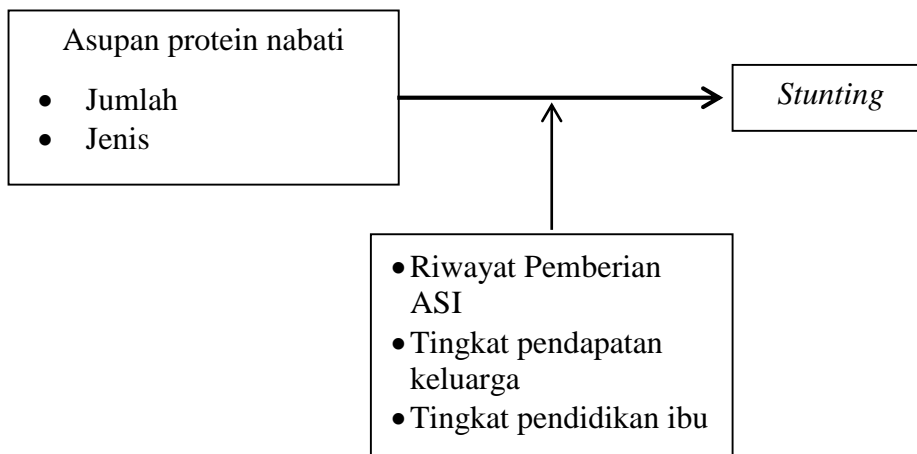 Asupan protein nabati
• Jumlah
• Jenis
Stunting
• Riwayat Pemberian
ASI
• Tingkat pendapatan
keluarga
• Tingkat pendidikan ibu